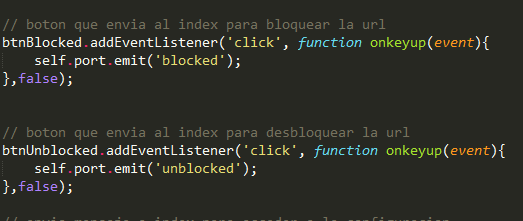 // boton que envia al index para bloquear la url
btnBlocked.addEventListener('click', function onkeyup(event){
self.port.emit('blocked');
},false);
// boton que envia al index para desbloquear la url
btnUnblocked.addEventListener('click', function onkeyup(event){
self.port.emit('unblocked');
},false);